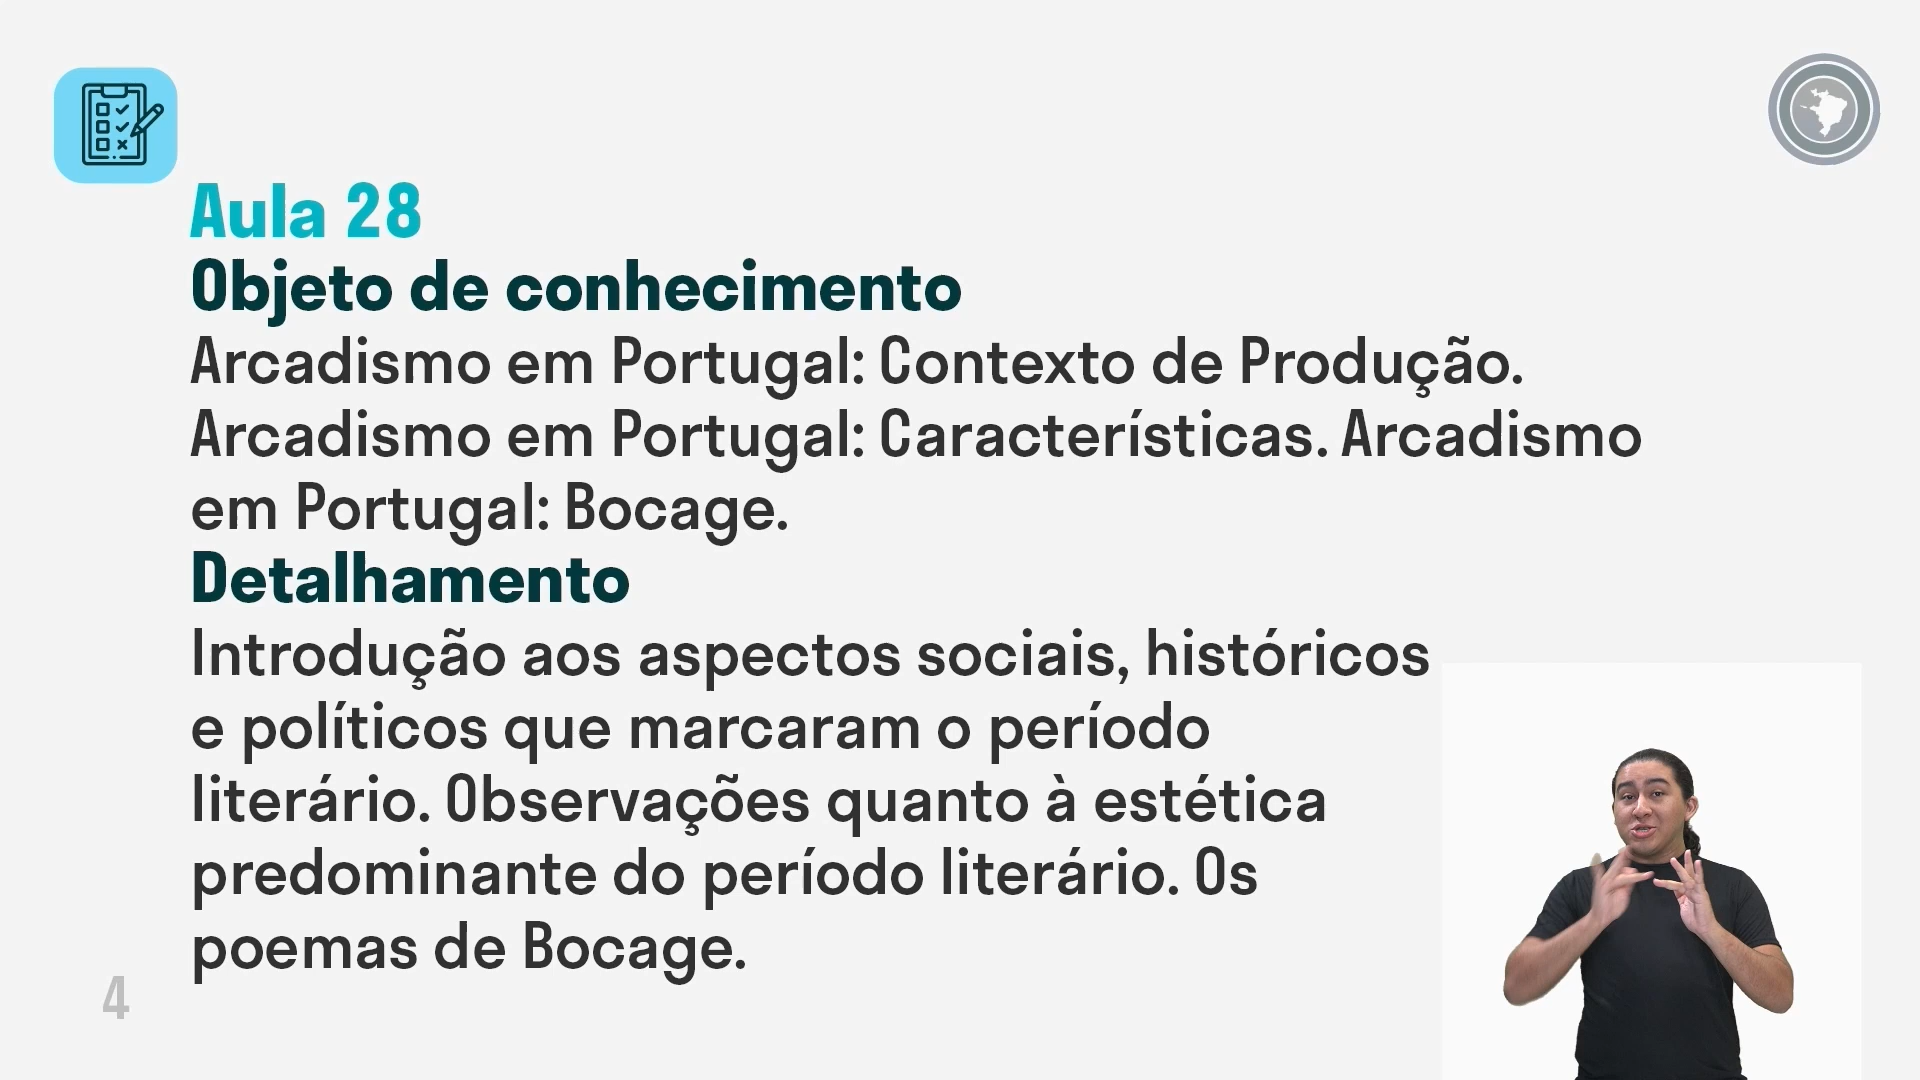 Aula 28
Objeto de conhecimento
Arcadismo em Portugal: Contexto de Produção.
Arcadismo em Portugal: Características. Arcadismo
em Portugal: Bocage.
Detalhamento
Introdução aos aspectos sociais, históricos
e políticos que marcaram o período
literário. Observações quanto à estética
predominante do período literário. Os
poemas de Bocage.
4